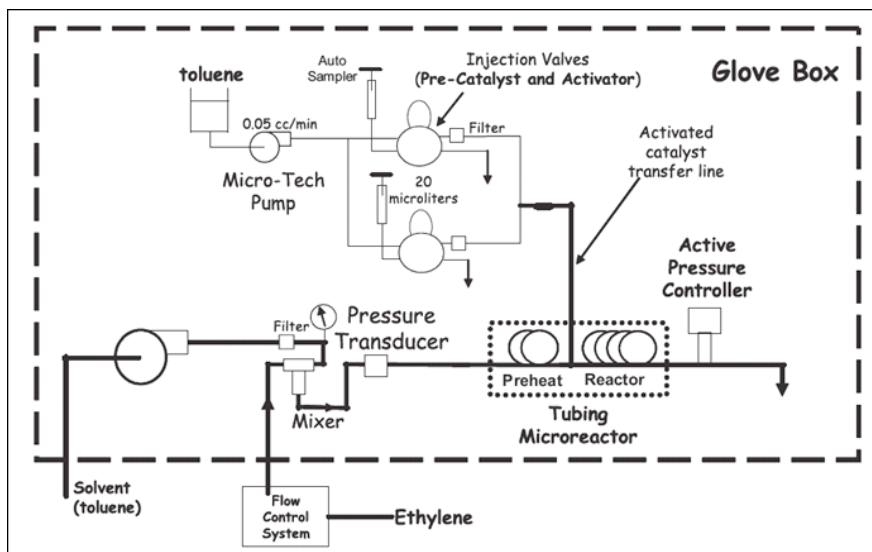 Glove Box
toluene
Auto
Sampler
Injection Valves
(Pre-Catalyst and Activator)
0.05 cc/min
Filter
Activated
catalyst
transfer line
Micro-Tech
Pump
20
microliters
Active
Pressure
Controller
Filter
Pressure
Transducer
Mixer
Preheat
Reactor
Tubing
Microreactor
Solvent
(toluene)
Flow
Control
System
Ethylene